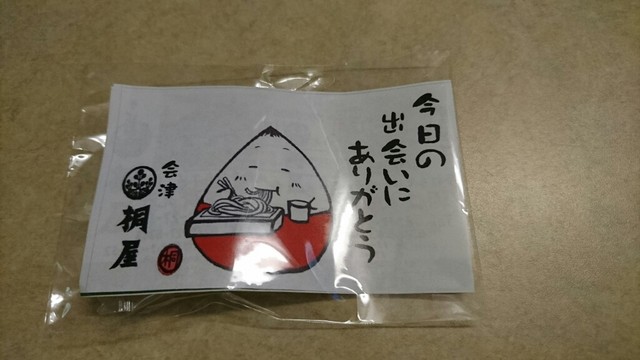 今日の
出会いに
ありがとう
会津
桐屋
桐